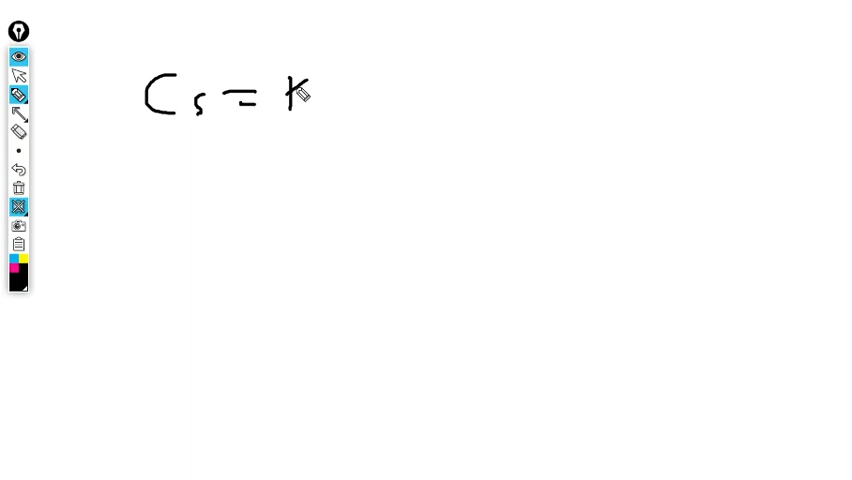 Cs = K